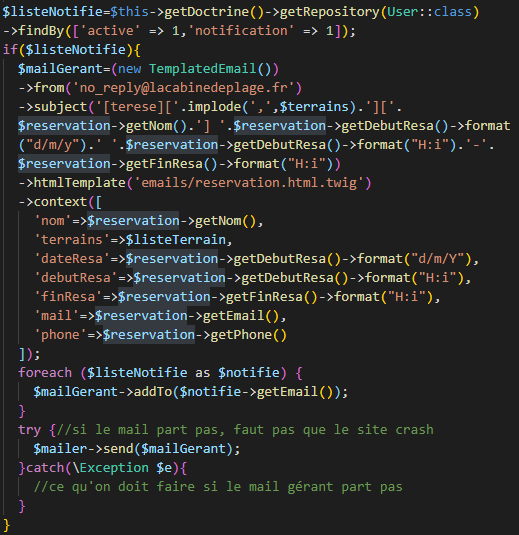 $listeNotifie=$this->getDoctrine()->getRepository(User::class)
->findBy(['active' => 1,'notification' => 1]);
if($listeNotifie){
  $mailGerant=(new TemplatedEmail())
  ->from('no_reply@lacabinedeplage.fr')
  ->subject('[terese]['.implode(',',$terrains).']['.
  $reservation->getNom().'] '.$reservation->getDebutResa()->format
  ("d/m/y").' '.$reservation->getDebutResa()->format("H:i").'-'.
  $reservation->getFinResa()->format("H:i"))
  ->htmlTemplate('emails/reservation.html.twig')
  ->context([
    'nom'=>$reservation->getNom(),
    'terrains'=>$listeTerrain,
    'dateResa'=>$reservation->getDebutResa()->format("d/m/Y"),
    'debutResa'=>$reservation->getDebutResa()->format("H:i"),
    'finResa'=>$reservation->getFinResa()->format("H:i"),
    'mail'=>$reservation->getEmail(),
    'phone'=>$reservation->getPhone()
  ]);
  foreach ($listeNotifie as $notifie) {
    $mailGerant->addTo($notifie->getEmail());
  }
  try {//si le mail part pas, faut pas que le site crash
    $mailer->send($mailGerant);
  }catch(\Exception $e){
    //ce qu'on doit faire si le mail gérant part pas
  }
}